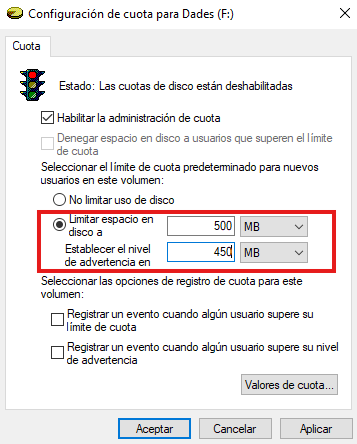 Configuración de cuota para Dades (F:)
Cuota
Estado: Las cuotas de disco están deshabilitadas
Habilitar la administración de cuota
Denegar espacio en disco a usuarios que superen el límite
de cuota
Seleccionar el límite de cuota predeterminado para nuevos
usuarios en este volumen:
No limitar uso de disco
Limitar espacio en
disco a
500 MB
Establecer el nivel
de advertencia en
450 MB
Seleccionar las opciones de registro de cuota para este
volumen:
Registrar un evento cuando algún usuario supere su
límite de cuota
Registrar un evento cuando algún usuario supere su nivel
de advertencia
Valores de cuota...
Aceptar Cancelar Aplicar